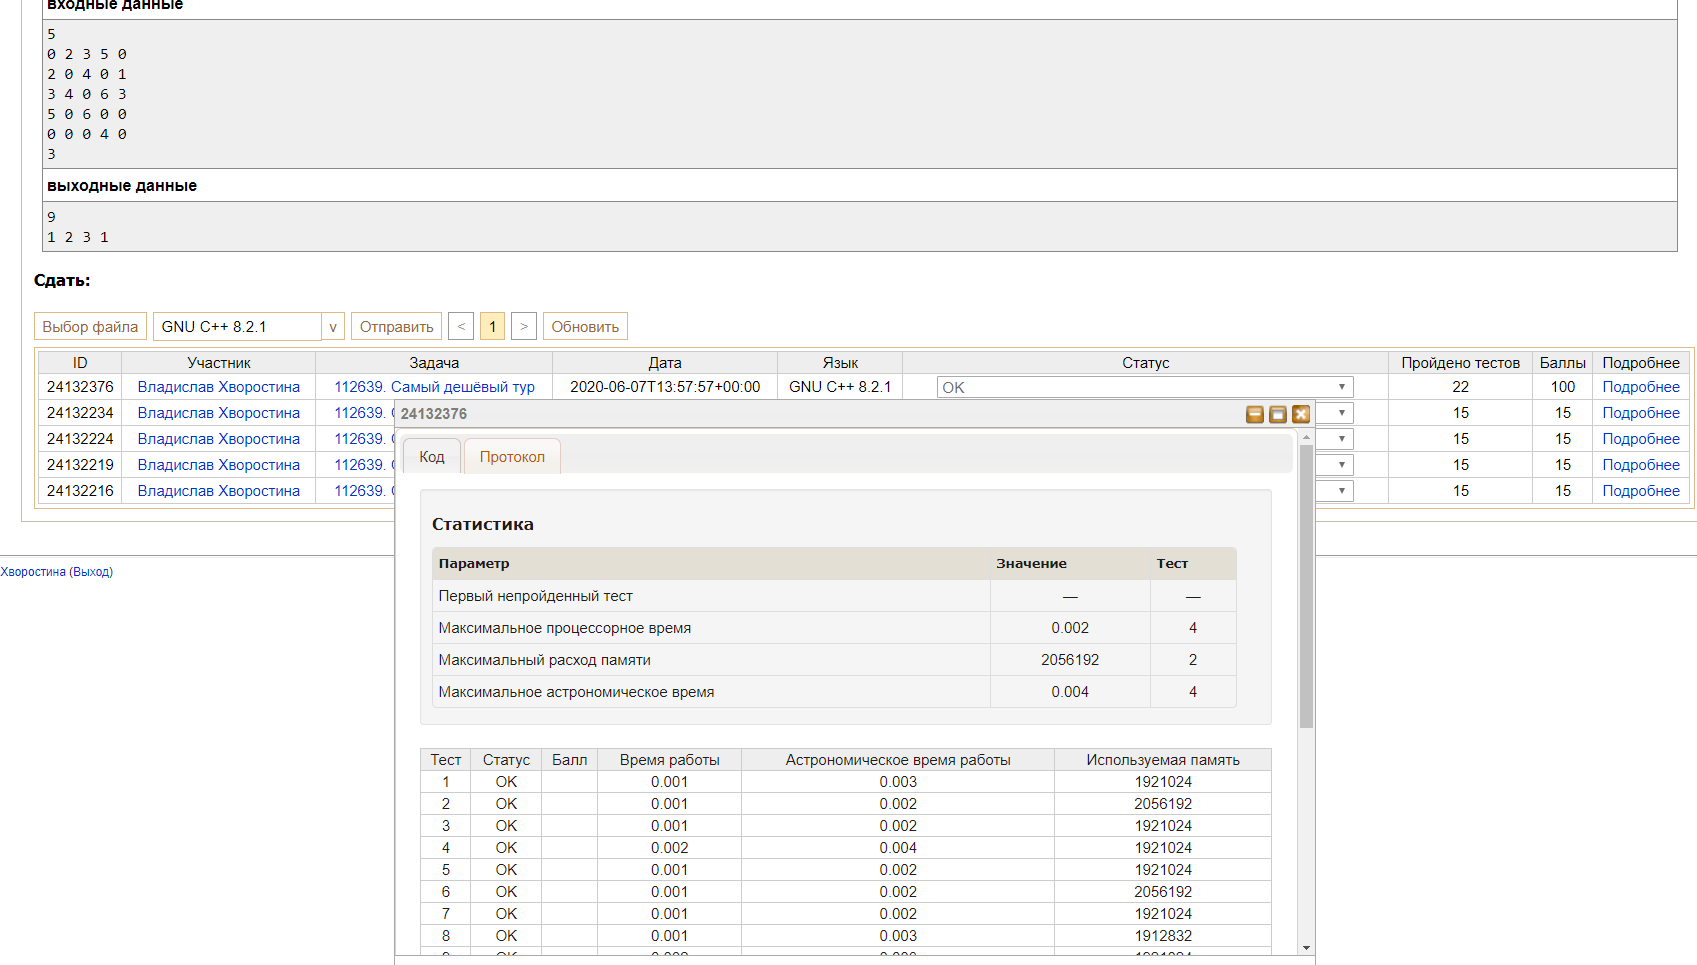 входные данные
5
0 2 3 5 0
2 0 4 0 1
3 4 0 6 3
5 0 6 0 0
0 0 0 4 0
3
выходные данные
9
1 2 3 1
Сдать:
Выбор файла GNU C++ 8.2.1 v Отправить < 1 > Обновить
ID Участник Задача Дата Язык Статус Пройдено тестов Баллы Подробнее
24132376 Владислав Хворостина 112639. Самый дешёвый тур 2020-06-07T13:57:57+00:00 GNU C++ 8.2.1 OK 22 100 Подробнее
24132234 Владислав Хворостина 112639. 15 15 Подробнее
24132224 Владислав Хворостина 112639. 15 15 Подробнее
24132219 Владислав Хворостина 112639. 15 15 Подробнее
24132216 Владислав Хворостина 112639. 15 15 Подробнее
Хворостина (Выход)
24132376
Код Протокол
Статистика
Параметр Значение Тест
Первый непройденный тест — —
Максимальное процессорное время 0.002 4
Максимальный расход памяти 2056192 2
Максимальное астрономическое время 0.004 4
Тест Статус Балл Время работы Астрономическое время работы Используемая память
1 OK 0.001 0.003 1921024
2 OK 0.001 0.002 2056192
3 OK 0.001 0.002 1921024
4 OK 0.002 0.004 1921024
5 OK 0.001 0.002 1921024
6 OK 0.001 0.002 2056192
7 OK 0.001 0.002 1921024
8 OK 0.001 0.003 1912832